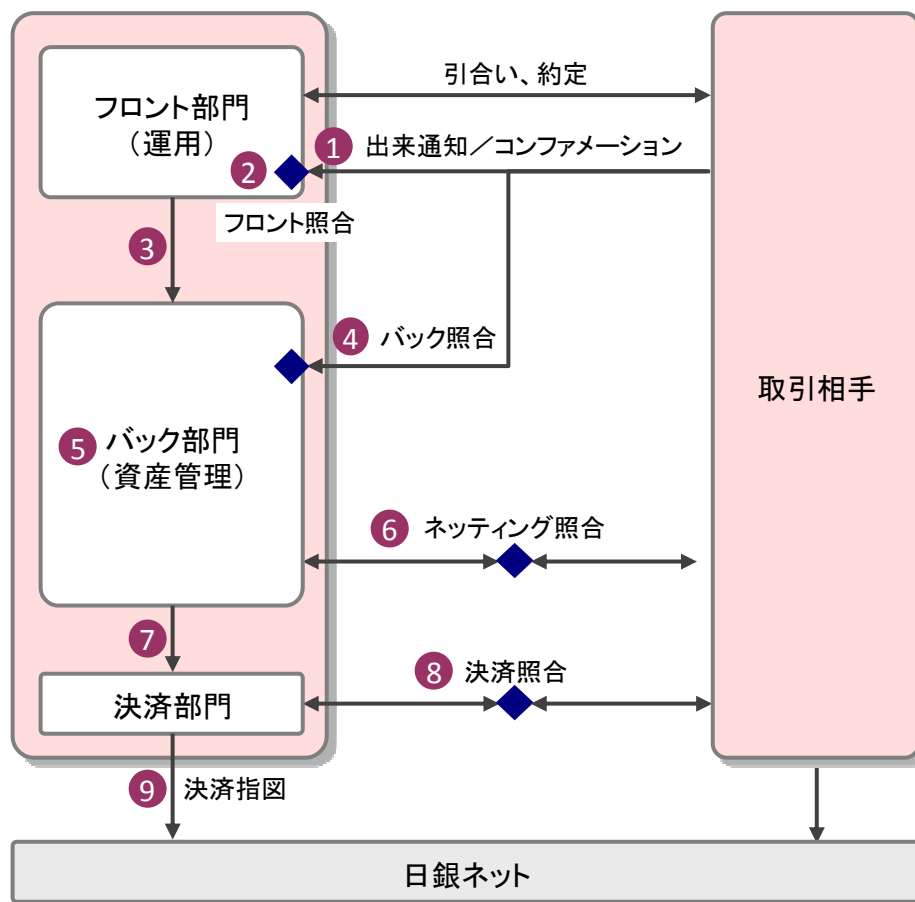 引合い、約定
フロント部門
（運用）
1 出来通知／コンファメーション
2
フロント照合
3
4 バック照合
取引相手
5 バック部門
（資産管理）
6 ネッティング照合
7
8 決済照合
決済部門
9 決済指図
日銀ネット